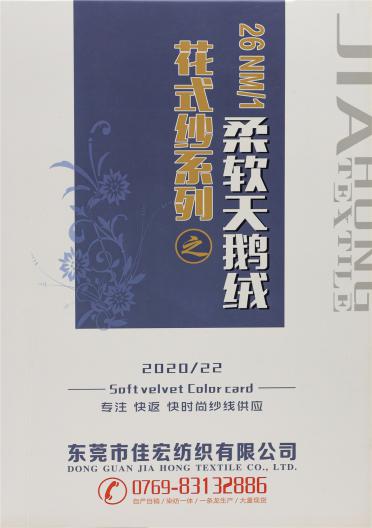 JIA HONG
TEXTILE
26 NM/1
柔软天鹅绒
花式纱系列
之
2020/22
Softvelvet Color card
专注 快返 快时尚纱线供应
东莞市佳宏纺织有限公司
DONG GUAN JIA HONG TEXTILE CO., LTD.
0769-83132886
自产自销/染纺一体/一条龙生产/大量现货